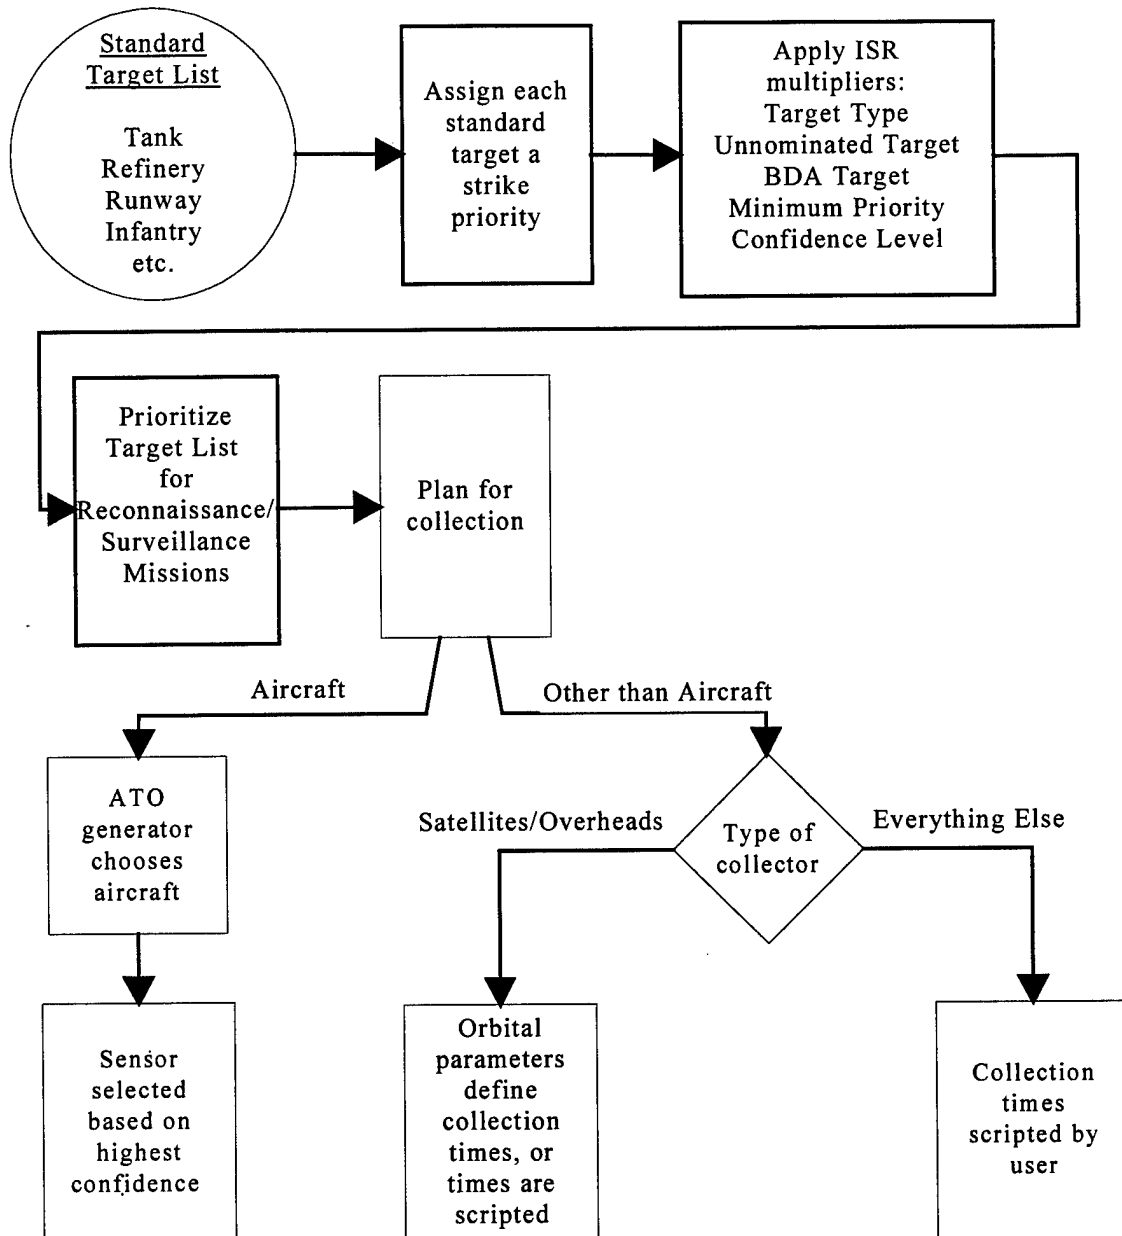 Standard
Target List
Tank
Refinery
Runway
Infantry
etc.
Assign each
standard
target a
strike
priority
Apply ISR
multipliers:
Target Type
Unnominated Target
BDA Target
Minimum Priority
Confidence Level
Prioritize
Target List
for
Reconnaissance/
Surveillance
Missions
Plan for
collection
Aircraft
Other than Aircraft
ATO
generator
chooses
aircraft
Satellites/Overheads
Type of
collector
Everything Else
Sensor
selected
based on
highest
confidence
Orbital
parameters
define
collection
times, or
times are
scripted
Collection
times
scripted by
user